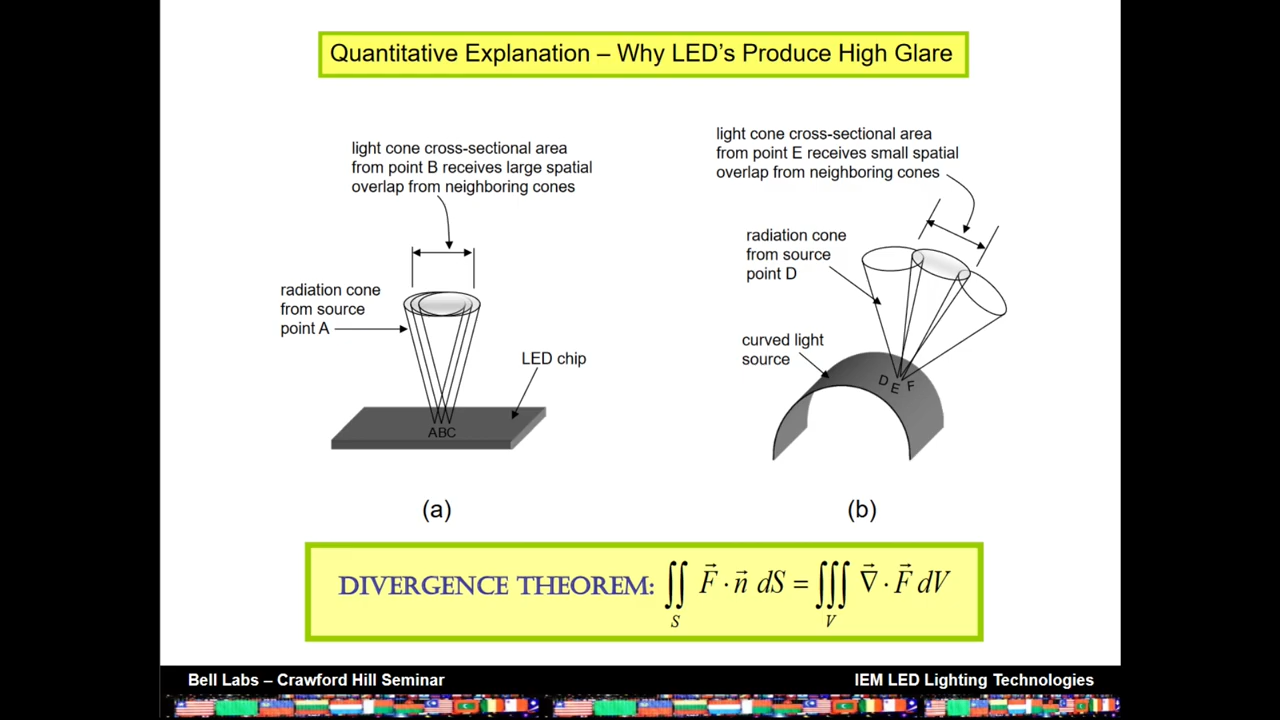 Quantitative Explanation – Why LED's Produce High Glare
light cone cross-sectional area
from point B receives large spatial
overlap from neighboring cones
radiation cone
from source
point A
LED chip
ABC
(a)
light cone cross-sectional area
from point E receives small spatial
overlap from neighboring cones
radiation cone
from source
point D
curved light
source
D E F
(b)
DIVERGENCE THEOREM: ∬_S F⃗ · n⃗ dS = ∭_V ∇⃗ · F⃗ dV
Bell Labs – Crawford Hill Seminar
IEM LED Lighting Technologies